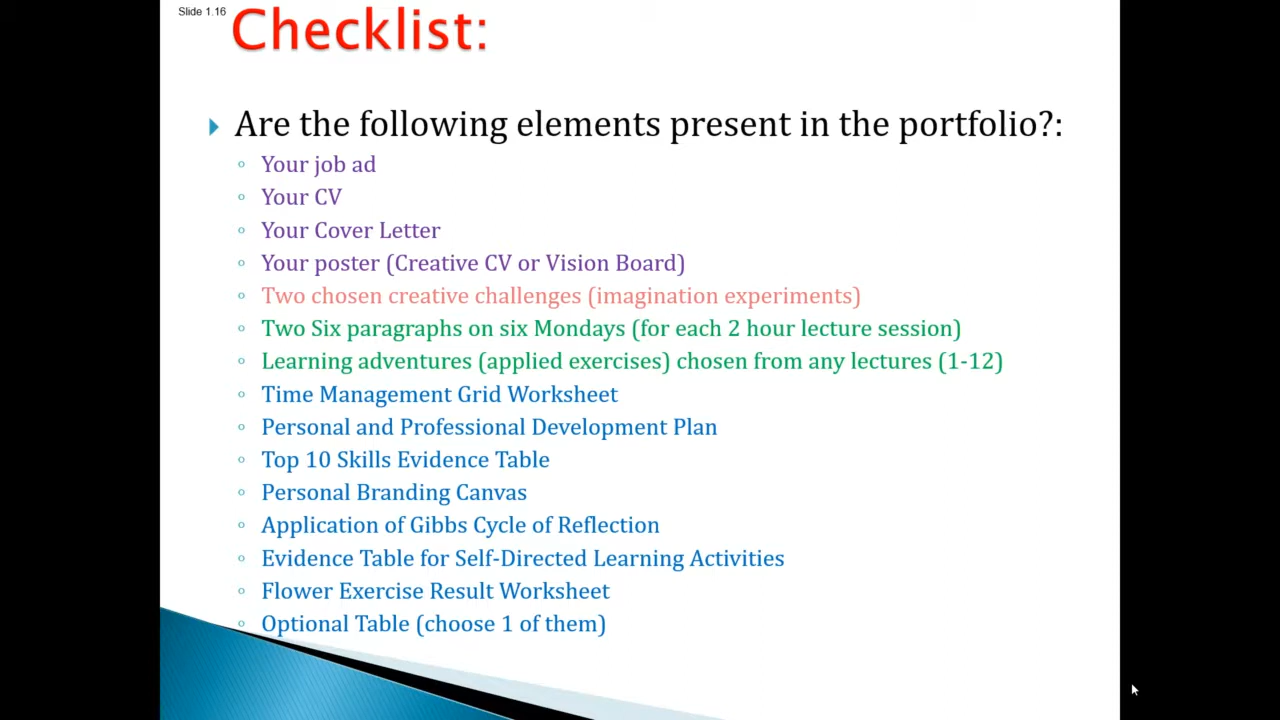 Slide 1.16
Checklist:
Are the following elements present in the portfolio?:
Your job ad
Your CV
Your Cover Letter
Your poster (Creative CV or Vision Board)
Two chosen creative challenges (imagination experiments)
Two Six paragraphs on six Mondays (for each 2 hour lecture session)
Learning adventures (applied exercises) chosen from any lectures (1-12)
Time Management Grid Worksheet
Personal and Professional Development Plan
Top 10 Skills Evidence Table
Personal Branding Canvas
Application of Gibbs Cycle of Reflection
Evidence Table for Self-Directed Learning Activities
Flower Exercise Result Worksheet
Optional Table (choose 1 of them)